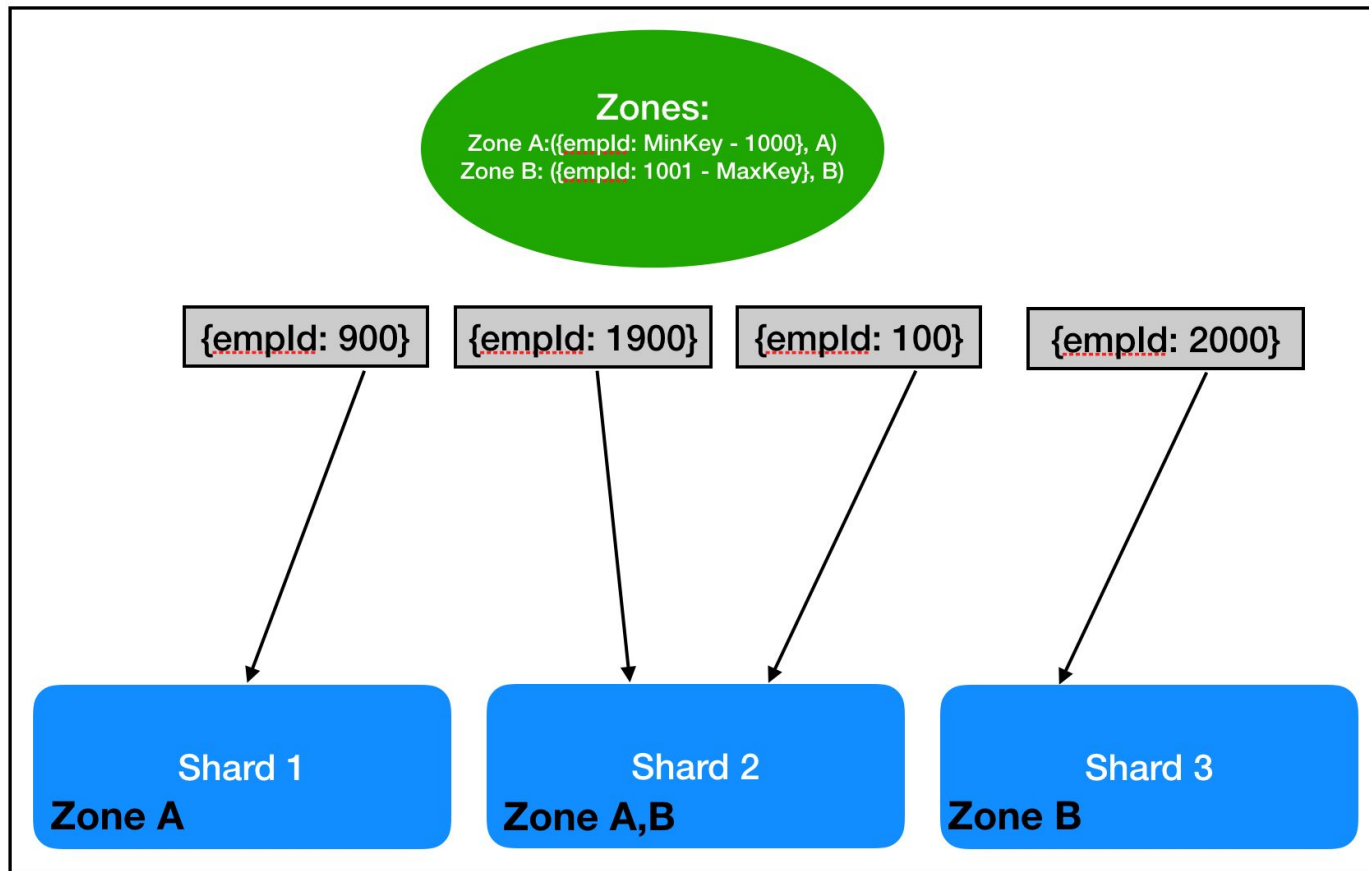 Zones:
Zone A:({empId: MinKey - 1000}, A)
Zone B: ({empId: 1001 - MaxKey}, B)
{empId: 900}
{empId: 1900}
{empId: 100}
{empId: 2000}
Shard 1
Zone A
Shard 2
Zone A,B
Shard 3
Zone B